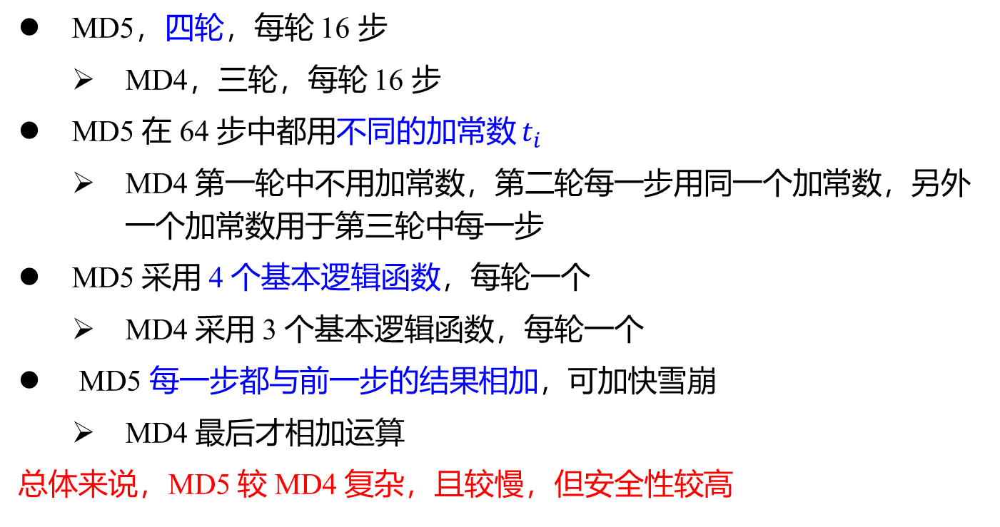 ● MD5，四轮，每轮 16 步
➢ MD4，三轮，每轮 16 步
● MD5 在 64 步中都用不同的加常数 tᵢ
➢ MD4 第一轮中不用加常数，第二轮每一步用同一个加常数，另外
一个加常数用于第三轮中每一步
● MD5 采用 4 个基本逻辑函数，每轮一个
➢ MD4 采用 3 个基本逻辑函数，每轮一个
● MD5 每一步都与前一步的结果相加，可加快雪崩
➢ MD4 最后才相加运算
总体来说，MD5 较 MD4 复杂，且较慢，但安全性较高